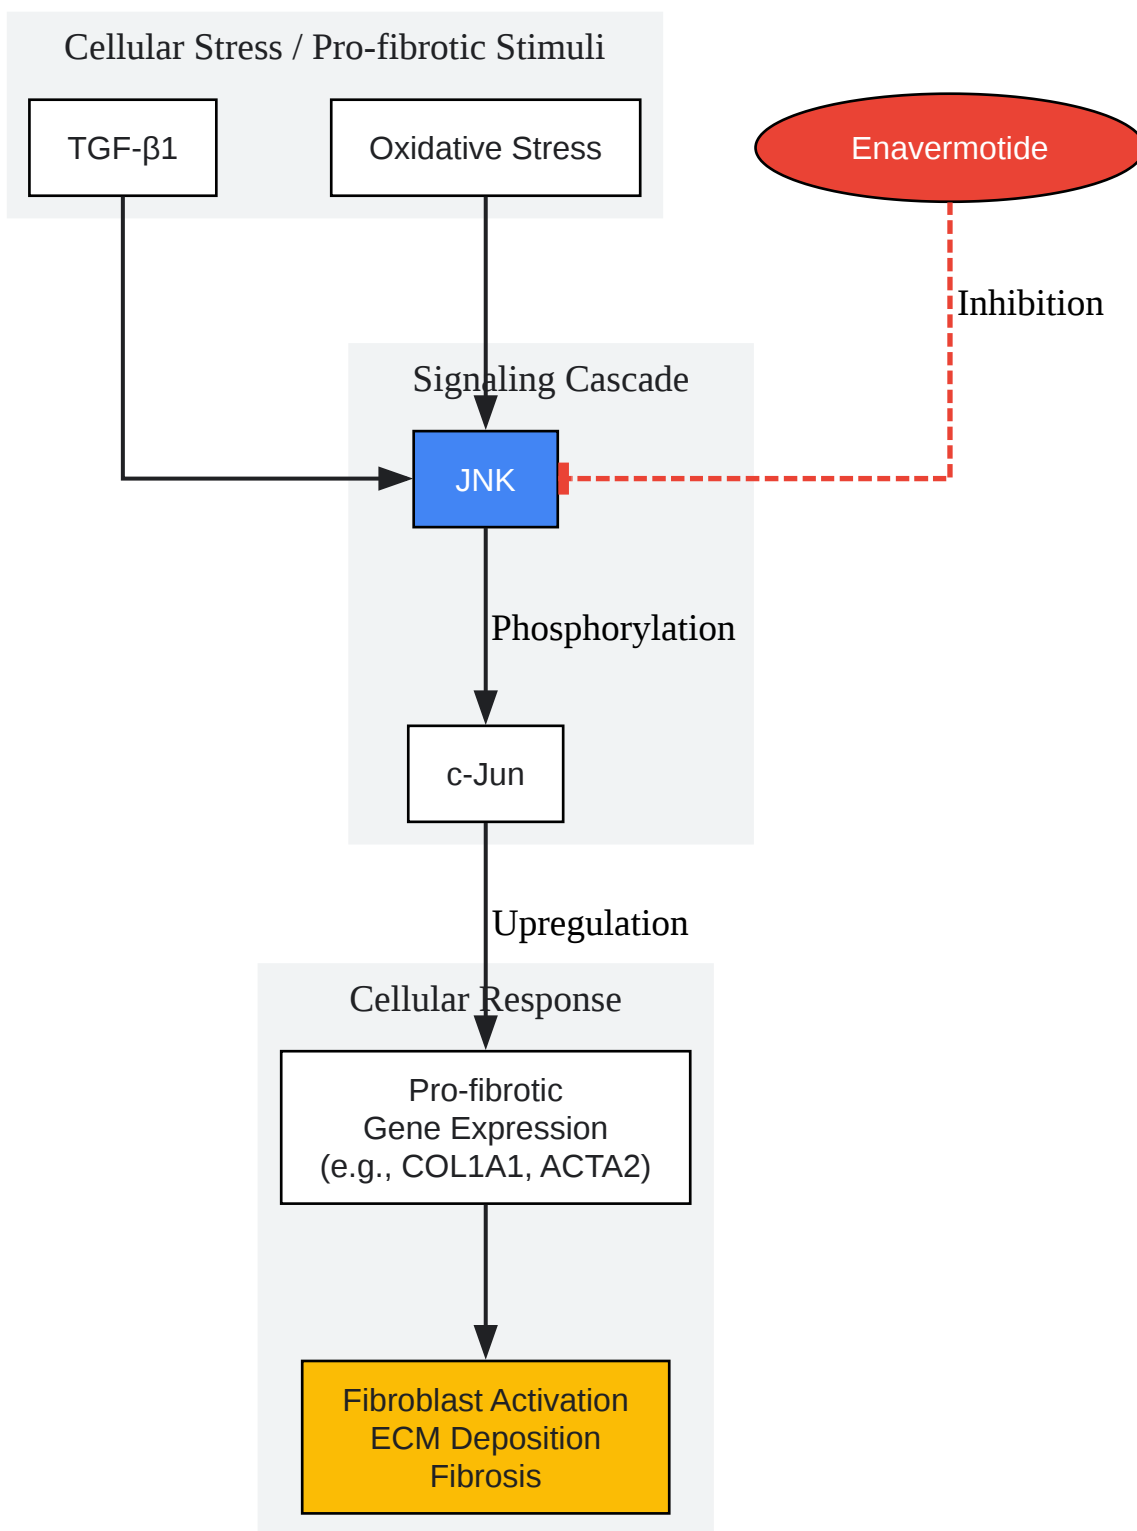 Cellular Stress / Pro-fibrotic Stimuli
TGF-β1
Oxidative Stress
Enavermotide
Inhibition
Signaling Cascade
JNK
Phosphorylation
c-Jun
Upregulation
Cellular Response
Pro-fibrotic
Gene Expression
(e.g., COL1A1, ACTA2)
Fibroblast Activation
ECM Deposition
Fibrosis